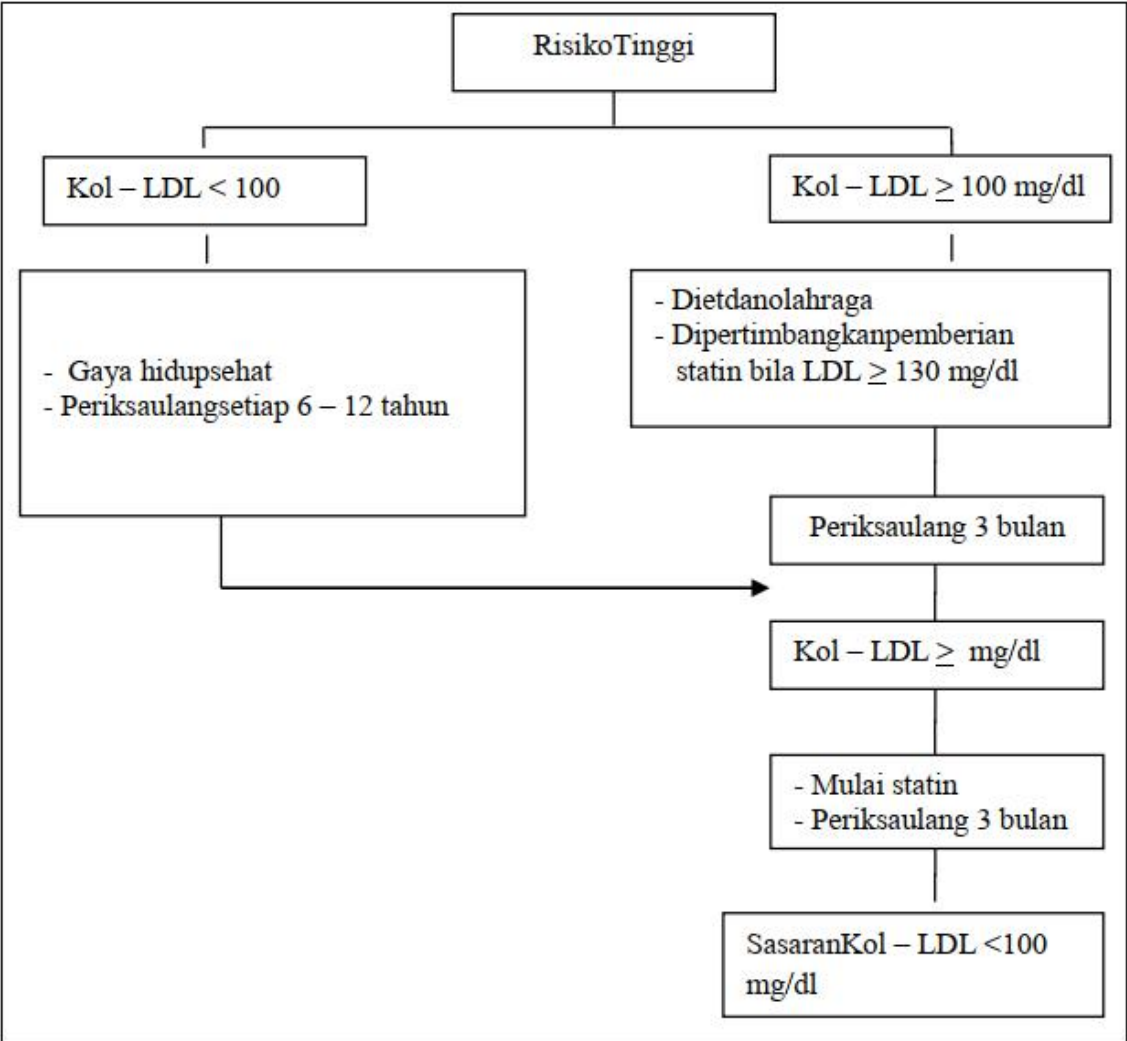 RisikoTinggi
Kol – LDL < 100
Kol – LDL ≥ 100 mg/dl
- Gaya hidupsehat
- Periksaulangsetiap 6 – 12 tahun
- Dietdanolahraga
- Dipertimbangkanpemberian
statin bila LDL ≥ 130 mg/dl
Periksaulang 3 bulan
Kol – LDL ≥ mg/dl
- Mulai statin
- Periksaulang 3 bulan
SasaranKol – LDL <100
mg/dl